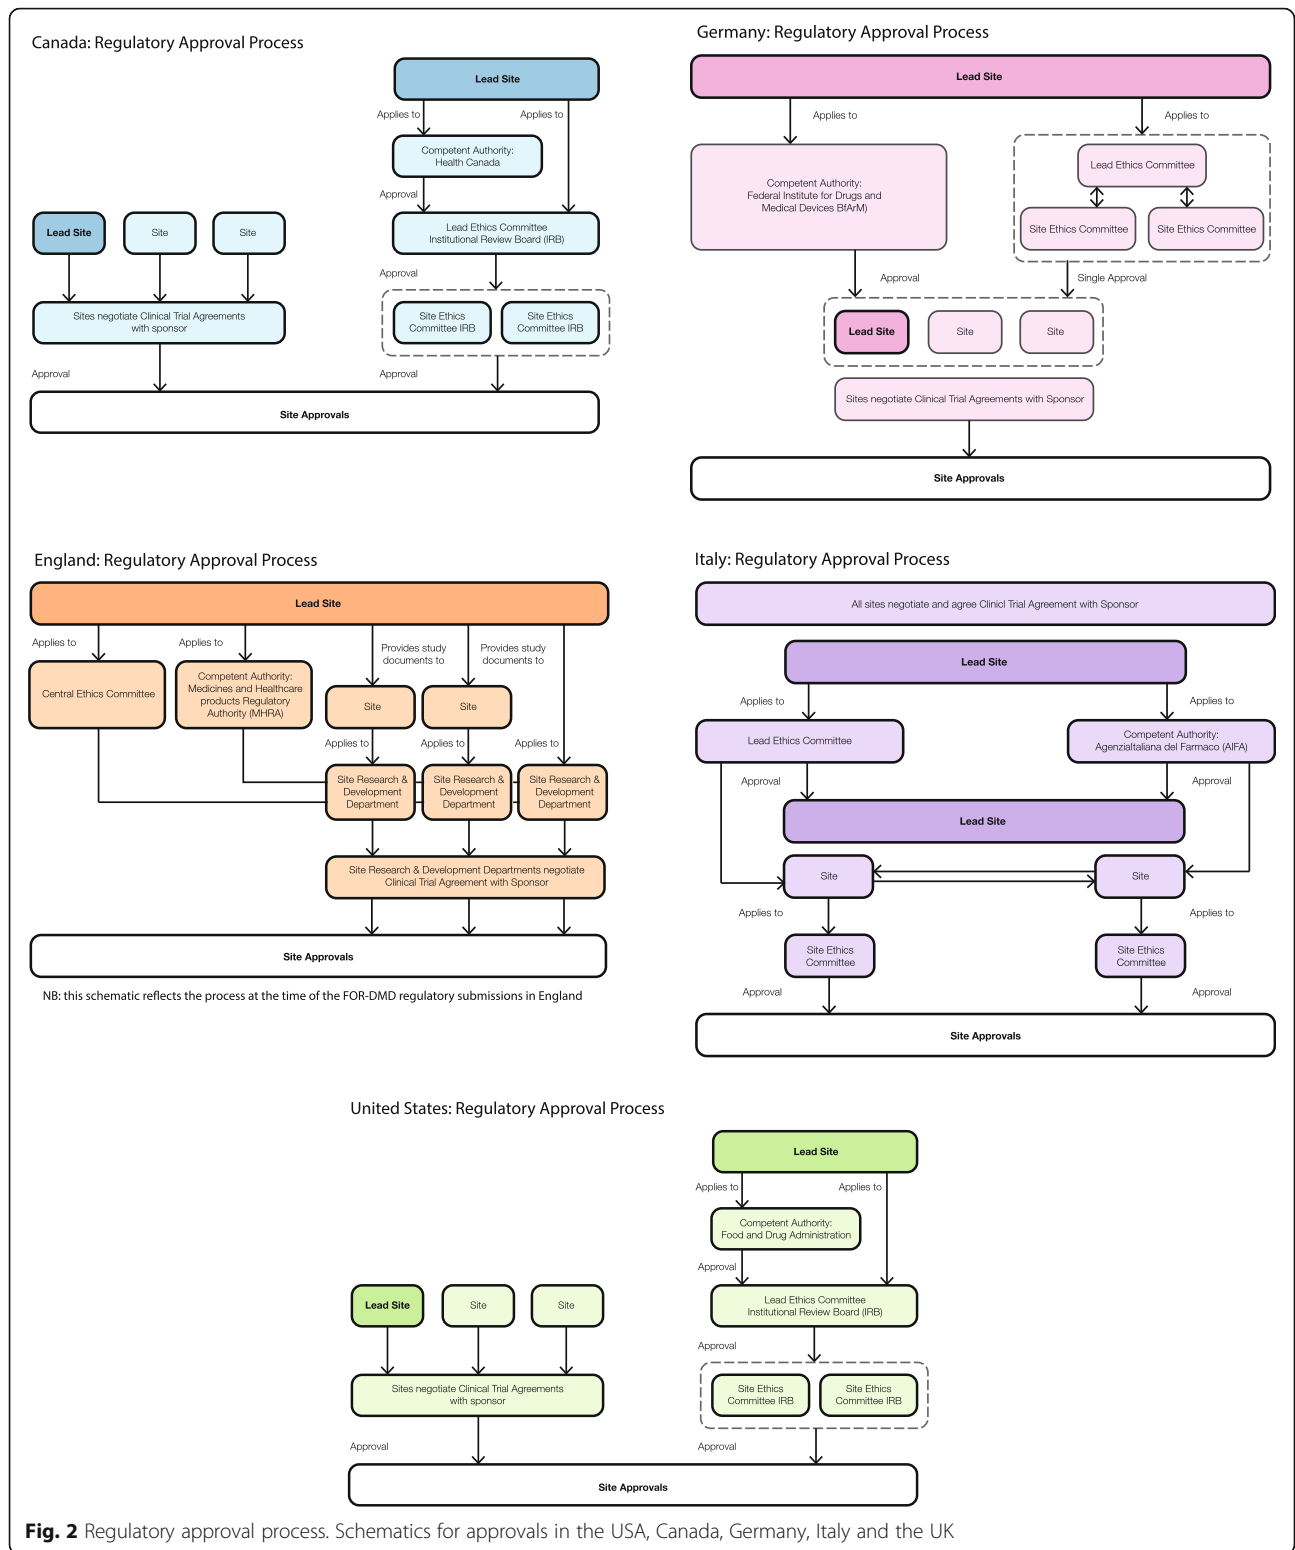 Canada: Regulatory Approval Process
Lead Site
Applies to
Applies to
Competent Authority:
Health Canada
Approval
Lead Site
Site
Site
Lead Ethics Committee
Institutional Review Board (IRB)
Approval
Sites negotiate Clinical Trial Agreements
with sponsor
Site Ethics
Committee IRB
Site Ethics
Committee IRB
Approval
Approval
Site Approvals
Germany: Regulatory Approval Process
Lead Site
Applies to
Applies to
Competent Authority:
Federal Institute for Drugs and
Medical Devices BfArM)
Lead Ethics Committee
Site Ethics Committee
Site Ethics Committee
Approval
Single Approval
Lead Site
Site
Site
Sites negotiate Clinical Trial Agreements with Sponsor
Site Approvals
England: Regulatory Approval Process
Lead Site
Applies to
Applies to
Provides study
documents to
Provides study
documents to
Central Ethics Committee
Competent Authority:
Medicines and Healthcare
products Regulatory
Authority (MHRA)
Site
Site
Applies to
Applies to
Applies to
Site Research &
Development
Department
Site Research &
Development
Department
Site Research &
Development
Department
Site Research & Development Departments negotiate
Clinical Trial Agreement with Sponsor
Site Approvals
NB: this schematic reflects the process at the time of the FOR-DMD regulatory submissions in England
Italy: Regulatory Approval Process
All sites negotiate and agree Clinicl Trial Agreement with Sponsor
Lead Site
Applies to
Applies to
Lead Ethics Committee
Competent Authority:
AgenziaItaliana del Farmaco (AIFA)
Approval
Approval
Lead Site
Site
Site
Applies to
Applies to
Site Ethics
Committee
Site Ethics
Committee
Approval
Approval
Site Approvals
United States: Regulatory Approval Process
Lead Site
Applies to
Applies to
Competent Authority:
Food and Drug Administration
Approval
Lead Site
Site
Site
Lead Ethics Committee
Institutional Review Board (IRB)
Approval
Sites negotiate Clinical Trial Agreements
with sponsor
Site Ethics
Committee IRB
Site Ethics
Committee IRB
Approval
Approval
Site Approvals
Fig. 2 Regulatory approval process. Schematics for approvals in the USA, Canada, Germany, Italy and the UK